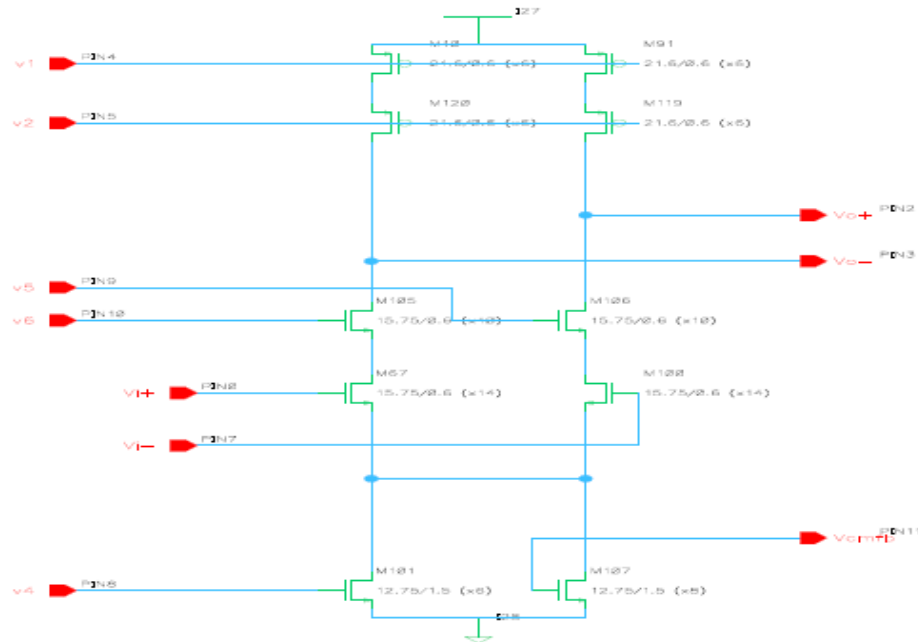 I27
M10 M91
v1 PIN4 21.6/0.6 (x6) 21.6/0.6 (x6)
M120 M119
v2 PIN5 21.6/0.6 (x6) 21.6/0.6 (x6)
Vo+ PIN2
Vo− PIN3
v5 PIN9
M105 M106
v6 PIN10 15.75/0.6 (x10) 15.75/0.6 (x10)
M67 M100
Vi+ PIN0 15.75/0.6 (x14) 15.75/0.6 (x14)
Vi− PIN7
PIN11
M101 M107
v4 PIN8 12.75/1.5 (x6) 12.75/1.5 (x8)